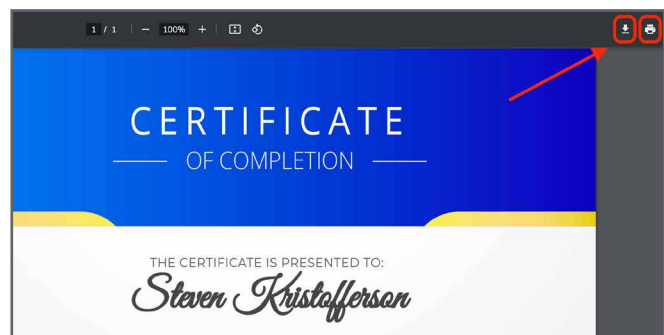 1 / 1 | − 100% +
CERTIFICATE
OF COMPLETION
THE CERTIFICATE IS PRESENTED TO:
Steven Kristofferson